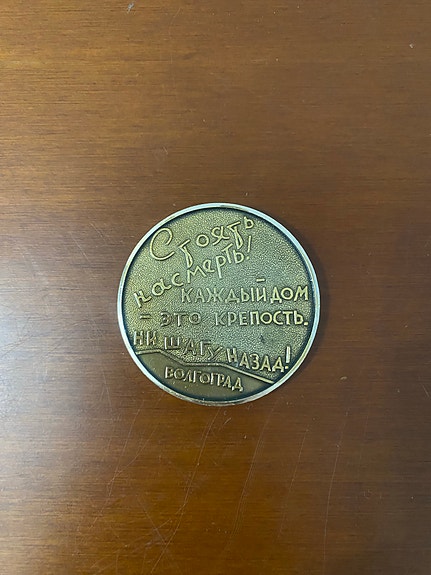 Стоять
насмерть!
КАЖДЫЙ ДОМ
- ЭТО КРЕПОСТЬ.
НИ ШАГУ НАЗАД!
ВОЛГОГРАД